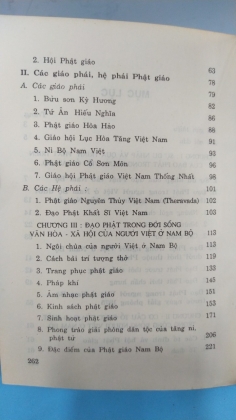 2. Hội Phật giáo 63
II. Các giáo phái, hệ phái Phật giáo 78
A. Các giáo phái 79
1. Bửu sơn Kỳ Hương 82
2. Tứ Ân Hiếu Nghĩa 86
3. Phật giáo Hòa Hảo 88
4. Giáo hội Lục Hòa Tăng Việt Nam 91
5. Ni Bộ Nam Việt 93
6. Phật giáo Cổ Sơn Môn 96
7. Giáo hội Phật giáo Việt Nam Thống Nhất 98
B. Các Hệ phái 101
1. Phật giáo Nguyên Thủy Việt Nam (Theravada) 102
2. Đạo Phật Khất Sĩ Việt Nam 103
CHƯƠNG III : ĐẠO PHẬT TRONG ĐỜI SỐNG
VĂN HÓA - XÃ HỘI CỦA NGƯỜI VIỆT Ở NAM BỘ 113
1. Ngôi chùa của người Việt ở Nam Bộ 113
2. Cách bài trí tượng thờ 119
3. Trang phục phật giáo 133
4. Pháp khí
5. Âm nhạc phật giáo
6. Kinh sách phật giáo 151
7. Sinh hoạt phật giáo 171
8. Phong trào giải phóng dân tộc của tăng ni,
phật tử 206
9. Đặc điểm của Phật giáo Nam Bộ 221
262